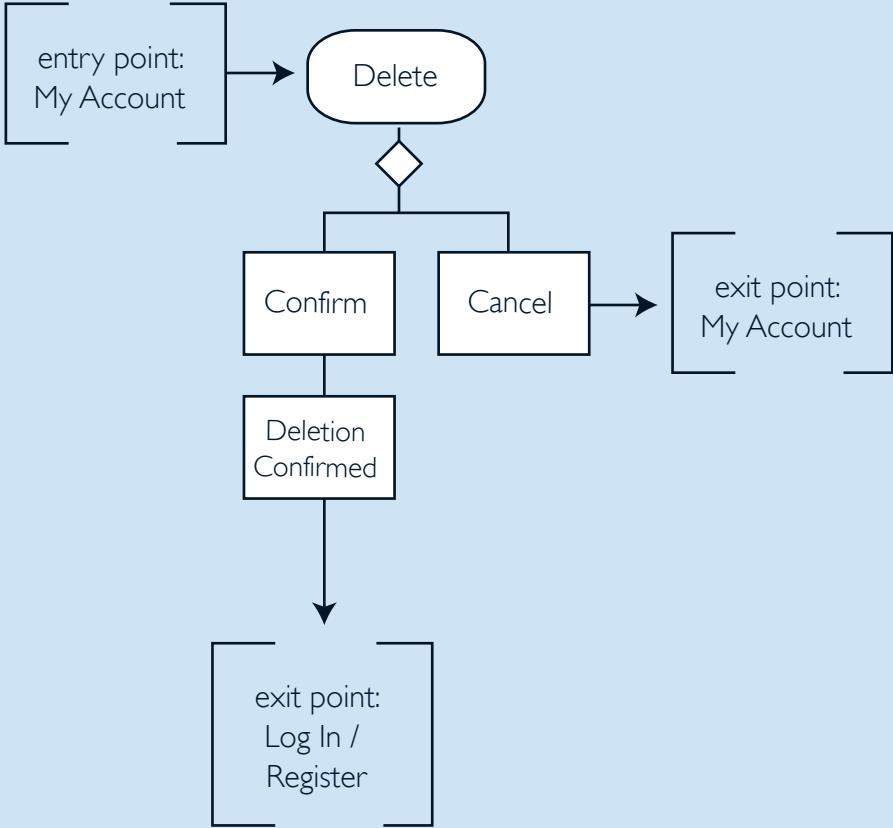 entry point:
My Account
Delete
Confirm
Cancel
exit point:
My Account
Deletion
Confirmed
exit point:
Log In /
Register